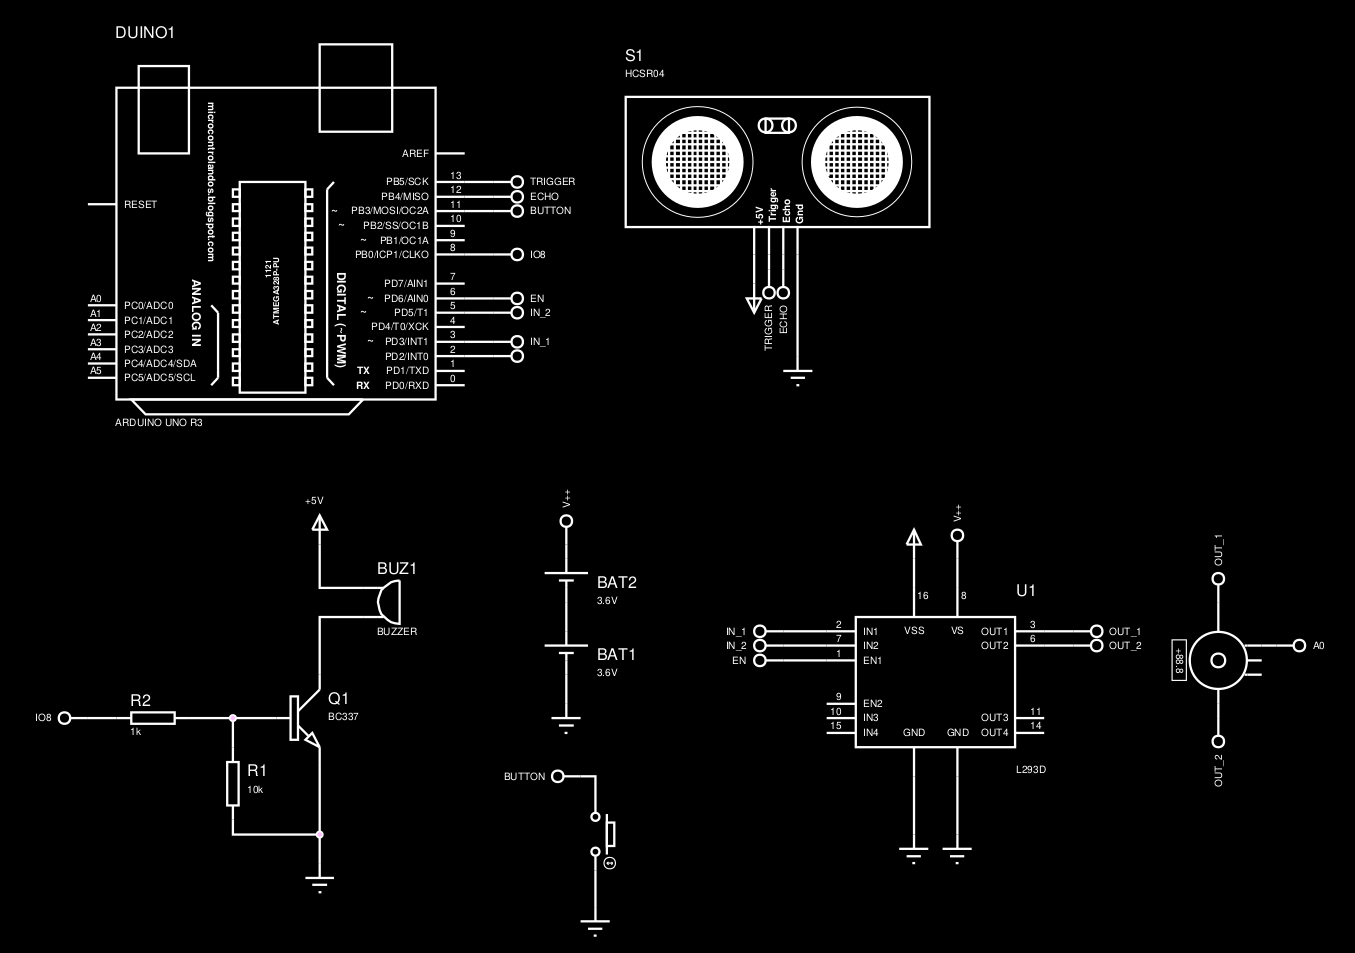 DUINO1
microcontrolandos.blogspot.com
RESET
AREF
13
PB5/SCK
TRIGGER
12
PB4/MISO
ECHO
11
~ PB3/MOSI/OC2A
BUTTON
10
~ PB2/SS/OC1B
9
~ PB1/OC1A
8
PB0/ICP1/CLKO
IO8
7
PD7/AIN1
6
~ PD6/AIN0
EN
5
~ PD5/T1
IN_2
4
PD4/T0/XCK
3
~ PD3/INT1
IN_1
2
PD2/INT0
1
TX PD1/TXD
0
RX PD0/RXD
1121
ATMEGA328P-PU
DIGITAL (~PWM)
ANALOG IN
A0 PC0/ADC0
A1 PC1/ADC1
A2 PC2/ADC2
A3 PC3/ADC3
A4 PC4/ADC4/SDA
A5 PC5/ADC5/SCL
ARDUINO UNO R3
S1
HCSR04
+5V
Trigger
Echo
Gnd
TRIGGER
ECHO
+5V
BUZ1
BUZZER
Q1
BC337
IO8
R2
1k
R1
10k
V++
BAT2
3.6V
BAT1
3.6V
BUTTON
V++
U1
16
8
VSS
VS
IN_1 2 IN1
IN_2 7 IN2
EN 1 EN1
9 EN2
10 IN3
15 IN4
OUT1 3 OUT_1
OUT2 6 OUT_2
OUT3 11
OUT4 14
GND
GND
L293D
OUT_1
+88.8
A0
OUT_2